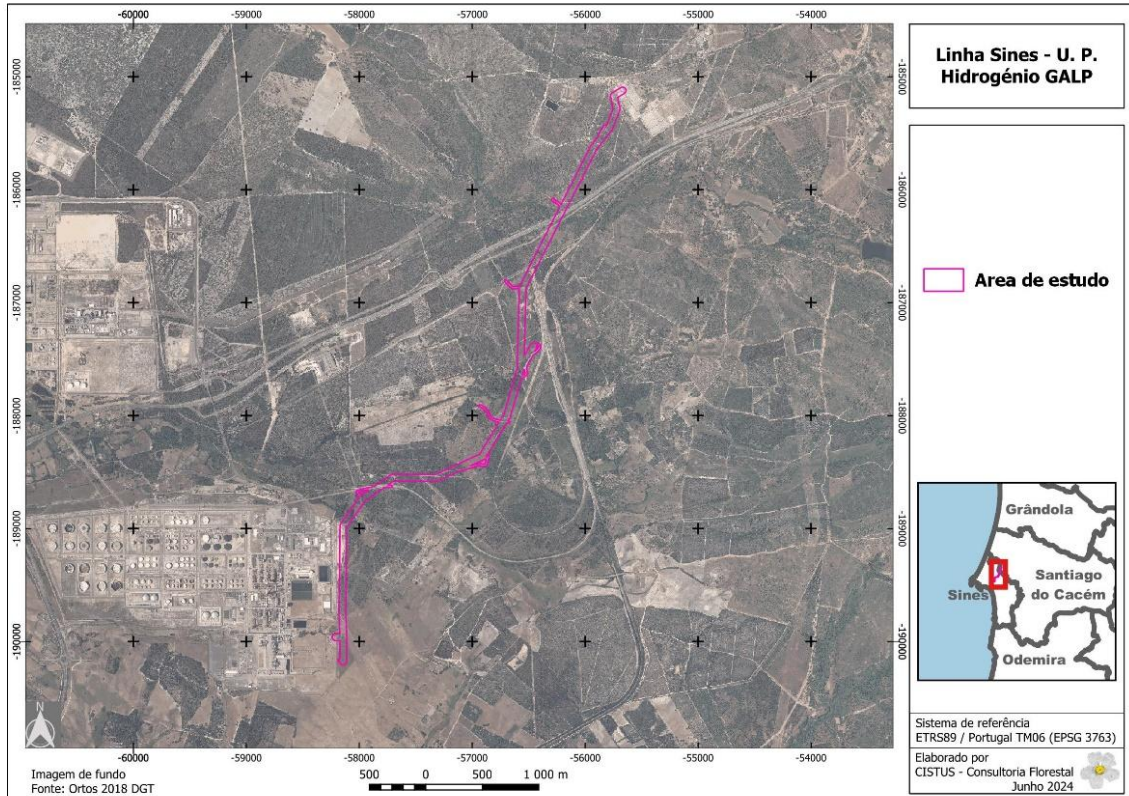 -60000 -59000 -58000 -57000 -56000 -55000 -54000
-185000 -185000
-186000 -186000
-187000 -187000
-188000 -188000
-189000 -189000
-190000 -190000
-60000 -59000 -58000 -57000 -56000 -55000 -54000
N
Imagem de fundo
Fonte: Ortos 2018 DGT
500 0 500 1 000 m
Linha Sines - U. P.
Hidrogénio GALP
Area de estudo
Grândola
Santiago
do Cacém
Sines
Odemira
Sistema de referência
ETRS89 / Portugal TM06 (EPSG 3763)
Elaborado por
CISTUS - Consultoria Florestal
Junho 2024